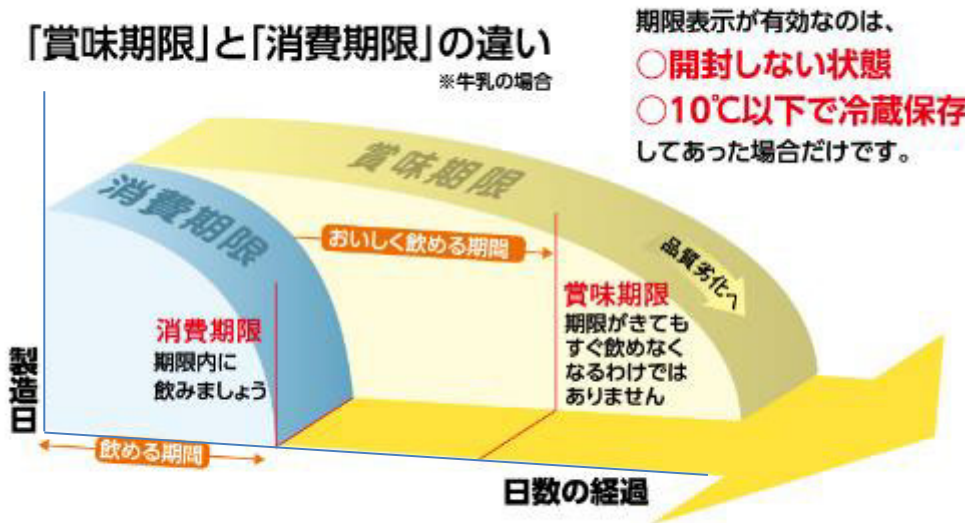 「賞味期限」と「消費期限」の違い
※牛乳の場合
期限表示が有効なのは、
○開封しない状態
○10℃以下で冷蔵保存
してあった場合だけです。
賞味期限
消費期限
おいしく飲める期間
品質劣化へ
消費期限
期限内に
飲みましょう
賞味期限
期限がきても
すぐ飲めなく
なるわけでは
ありません
製造日
飲める期間
日数の経過